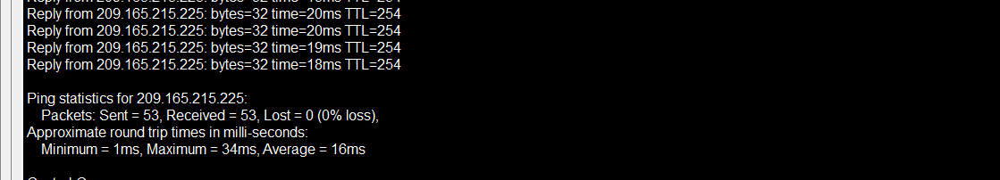 Reply from 209.165.215.225: bytes=32 time=20ms TTL=254
Reply from 209.165.215.225: bytes=32 time=20ms TTL=254
Reply from 209.165.215.225: bytes=32 time=19ms TTL=254
Reply from 209.165.215.225: bytes=32 time=18ms TTL=254
Ping statistics for 209.165.215.225:
Packets: Sent = 53, Received = 53, Lost = 0 (0% loss),
Approximate round trip times in milli-seconds:
Minimum = 1ms, Maximum = 34ms, Average = 16ms